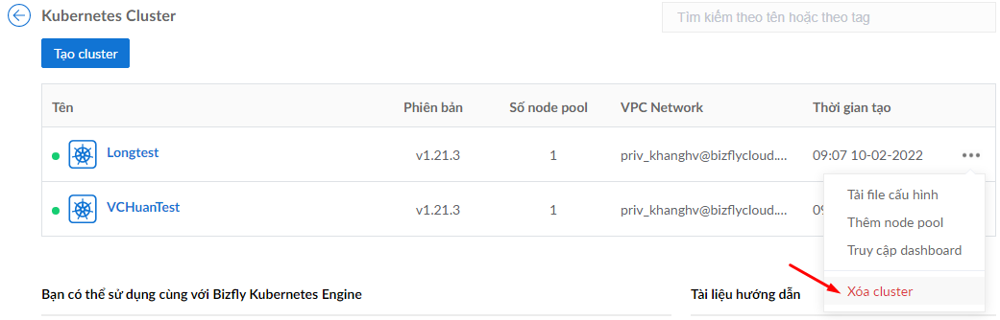 Kubernetes Cluster
Tìm kiếm theo tên hoặc theo tag
Tạo cluster
Tên Phiên bản Số node pool VPC Network Thời gian tạo
Longtest v1.21.3 1 priv_khanghv@bizflycloud.... 09:07 10-02-2022
VCHuanTest v1.21.3 1 priv_khanghv@bizflycloud....
Tải file cấu hình
Thêm node pool
Truy cập dashboard
Xóa cluster
Bạn có thể sử dụng cùng với Bizfly Kubernetes Engine
Tài liệu hướng dẫn